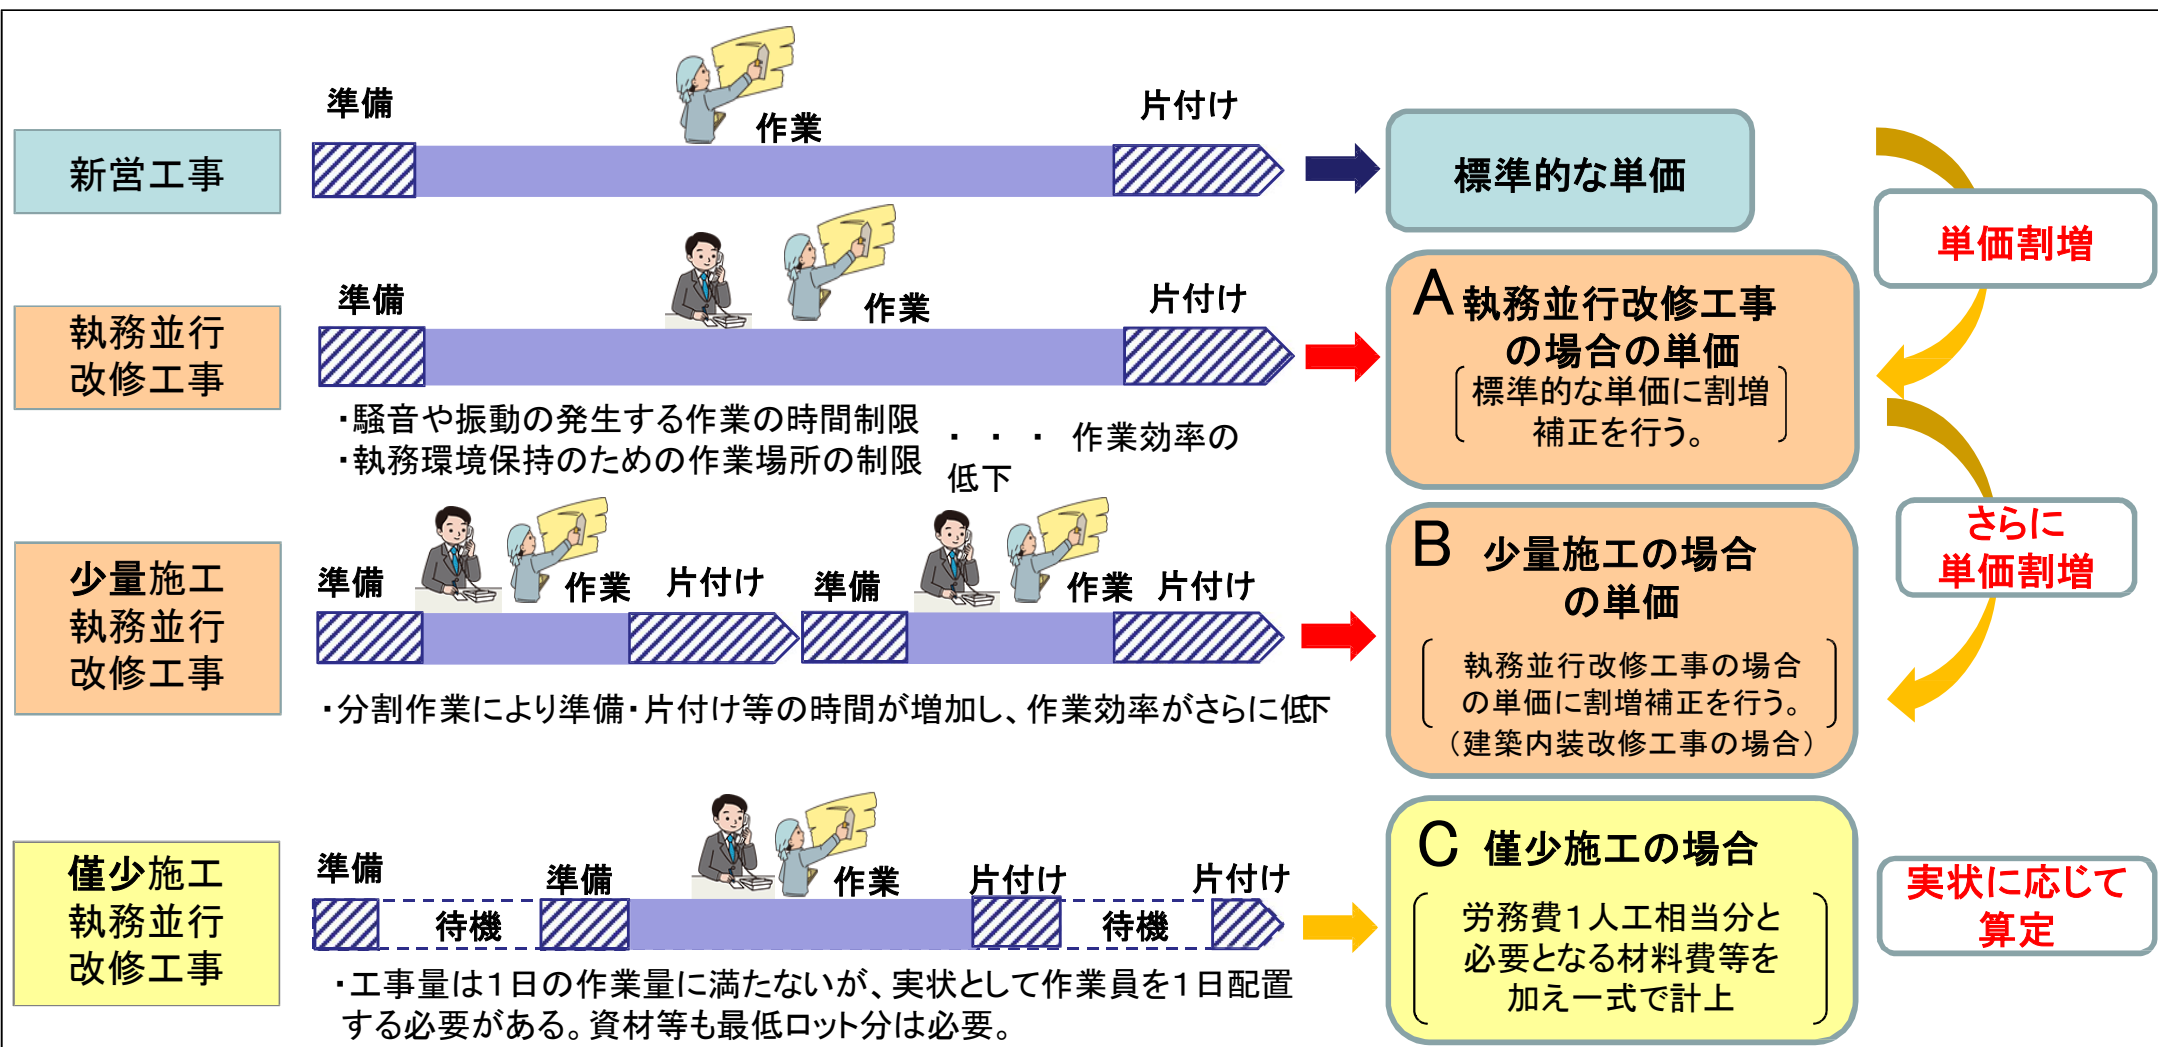 新営工事
準備
作業
片付け
標準的な単価
単価割増
執務並行
改修工事
準備
作業
片付け
・騒音や振動の発生する作業の時間制限
・執務環境保持のための作業場所の制限
・・・ 作業効率の
低下
A 執務並行改修工事
の場合の単価
標準的な単価に割増
補正を行う。
さらに
単価割増
少量施工
執務並行
改修工事
準備
作業
片付け
準備
作業
片付け
・分割作業により準備・片付け等の時間が増加し、作業効率がさらに低下
B 少量施工の場合
の単価
執務並行改修工事の場合
の単価に割増補正を行う。
（建築内装改修工事の場合）
僅少施工
執務並行
改修工事
準備
待機
準備
作業
片付け
待機
片付け
・工事量は１日の作業量に満たないが、実状として作業員を１日配置
する必要がある。資材等も最低ロット分は必要。
C 僅少施工の場合
労務費１人工相当分と
必要となる材料費等を
加え一式で計上
実状に応じて
算定